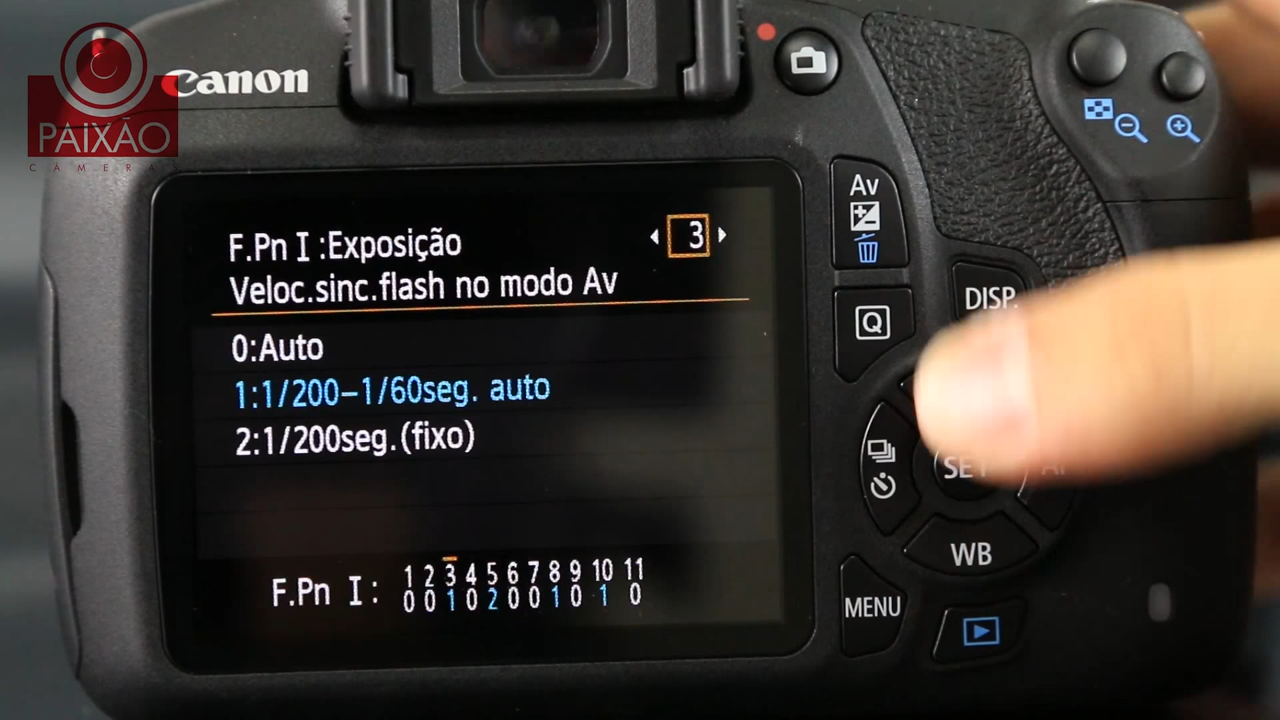 Canon
PAIXÃO
CÂMERA
F.Pn I :Exposição
3
Veloc.sinc.flash no modo Av
0:Auto
1:1/200–1/60seg. auto
2:1/200seg.(fixo)
F.Pn I: 1 2 3 4 5 6 7 8 9 10 11
0 0 1 0 2 0 0 1 0 1 0
Av
Q
DISP.
SET
WB
MENU